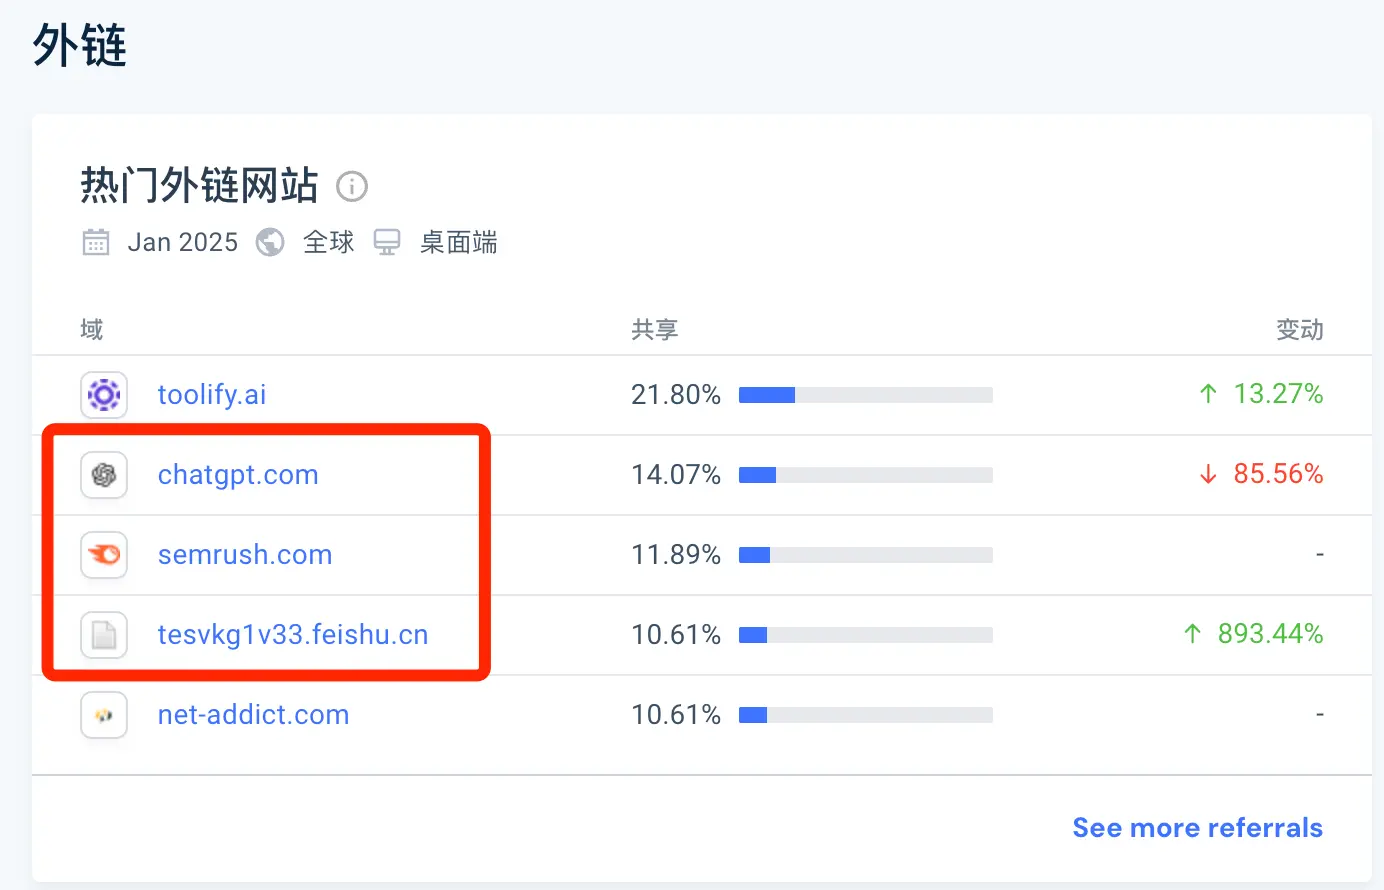 外链
热门外链网站
Jan 2025 全球 桌面端
域 共享 变动
toolify.ai 21.80% ↑ 13.27%
chatgpt.com 14.07% ↓ 85.56%
semrush.com 11.89% -
tesvkg1v33.feishu.cn 10.61% ↑ 893.44%
net-addict.com 10.61% -
See more referrals